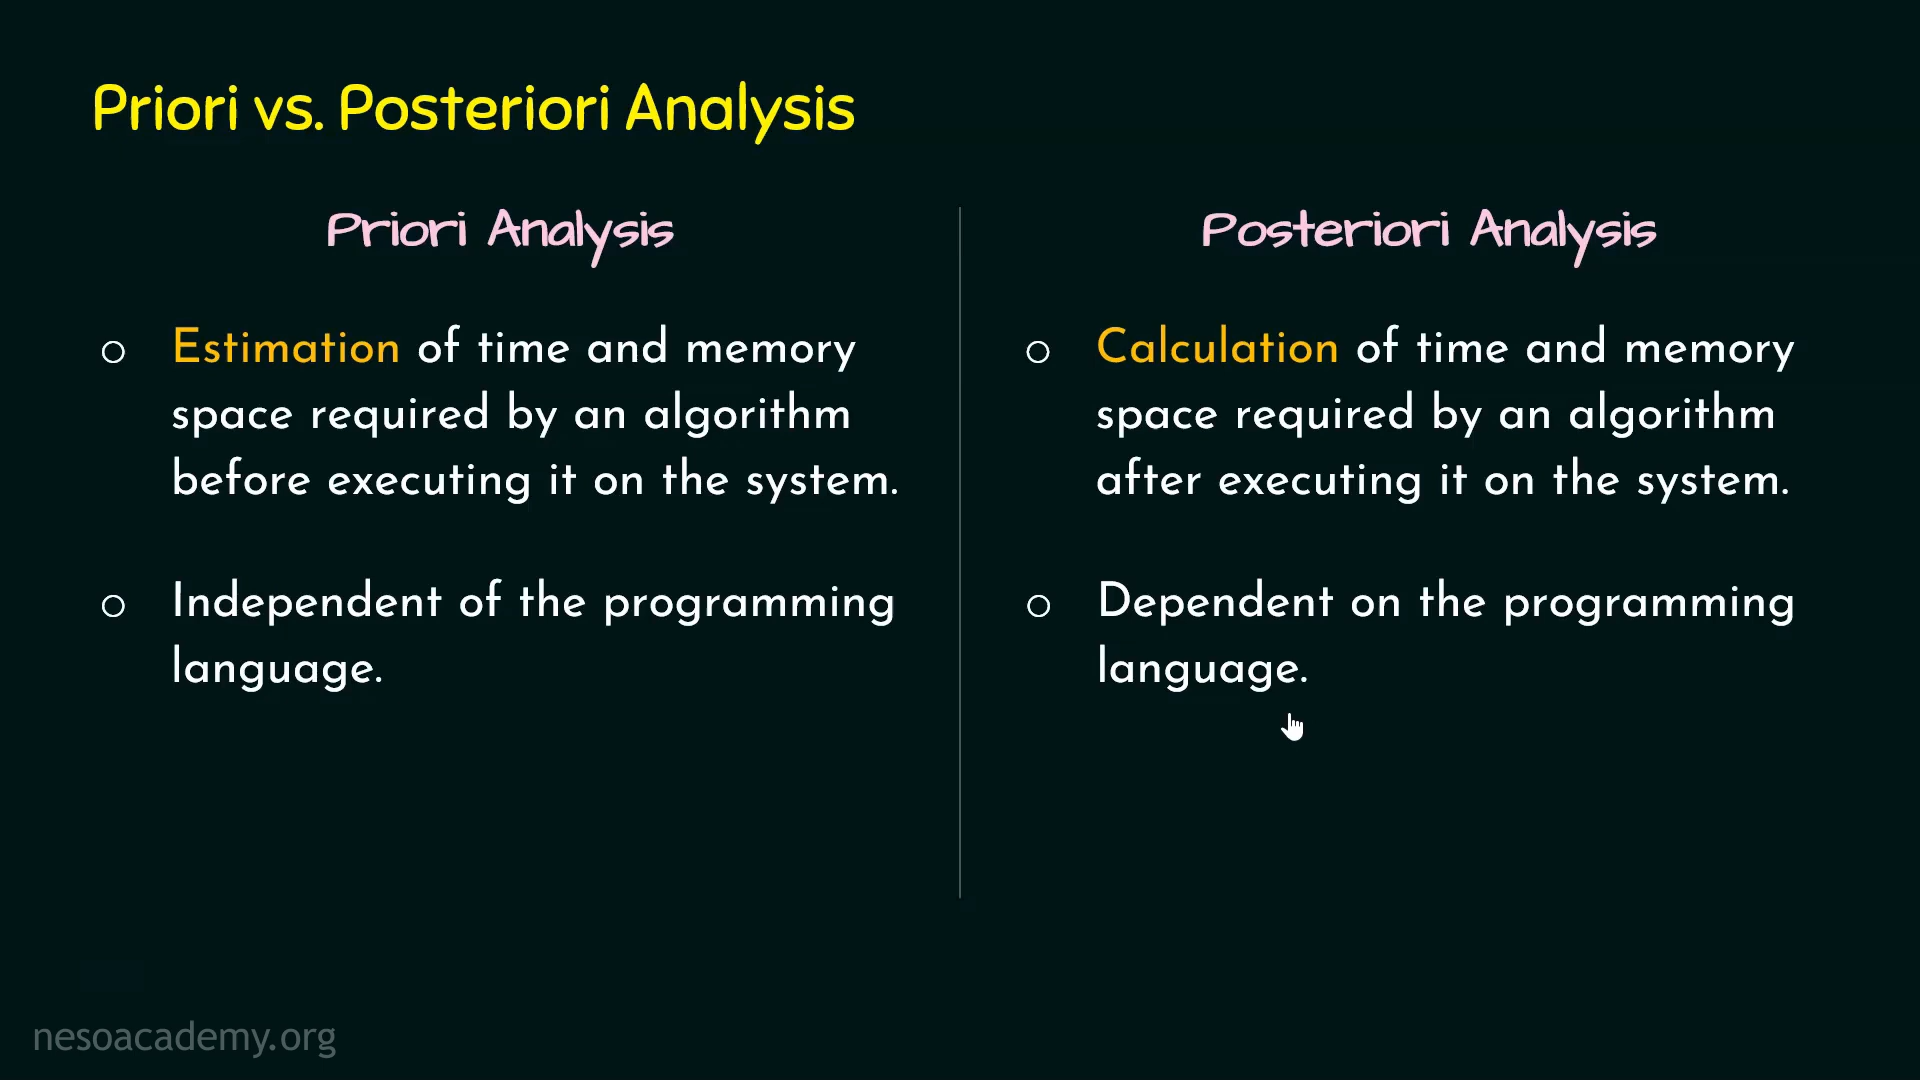 Priori vs. Posteriori Analysis
Priori Analysis
○ Estimation of time and memory
space required by an algorithm
before executing it on the system.
○ Independent of the programming
language.
Posteriori Analysis
○ Calculation of time and memory
space required by an algorithm
after executing it on the system.
○ Dependent on the programming
language.
nesoacademy.org